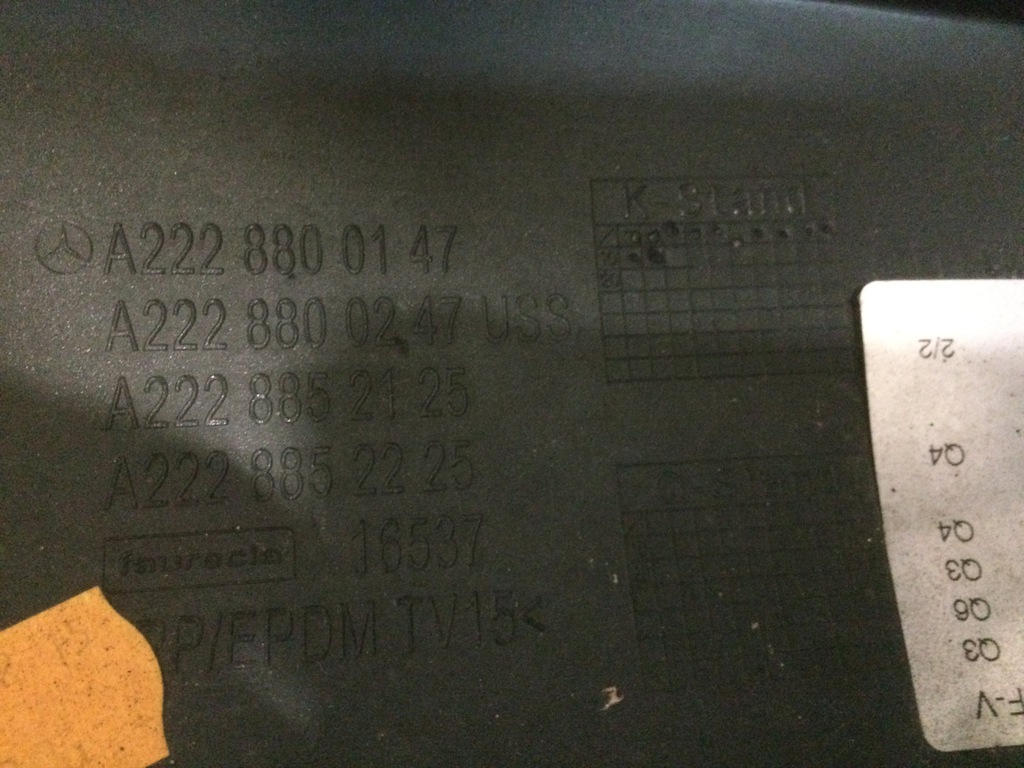 A222 880 01 47
A222 880 02 47 USS
A222 885 21 25
A222 885 22 25
faurecia 16537
PP/EPDM TV15<
K-Stand
2/2
Q4
Q4
Q3
Q6
Q3
F-V